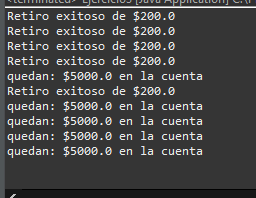 <terminated> Ejercicios [Java Application] C:\
Retiro exitoso de $200.0
Retiro exitoso de $200.0
Retiro exitoso de $200.0
Retiro exitoso de $200.0
quedan: $5000.0 en la cuenta
Retiro exitoso de $200.0
quedan: $5000.0 en la cuenta
quedan: $5000.0 en la cuenta
quedan: $5000.0 en la cuenta
quedan: $5000.0 en la cuenta